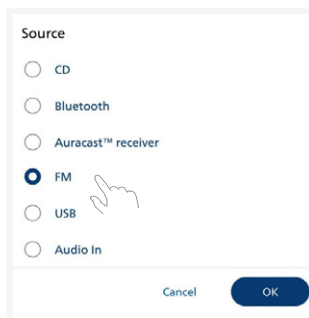 Source
CD
Bluetooth
Auracast™ receiver
FM
USB
Audio In
Cancel OK